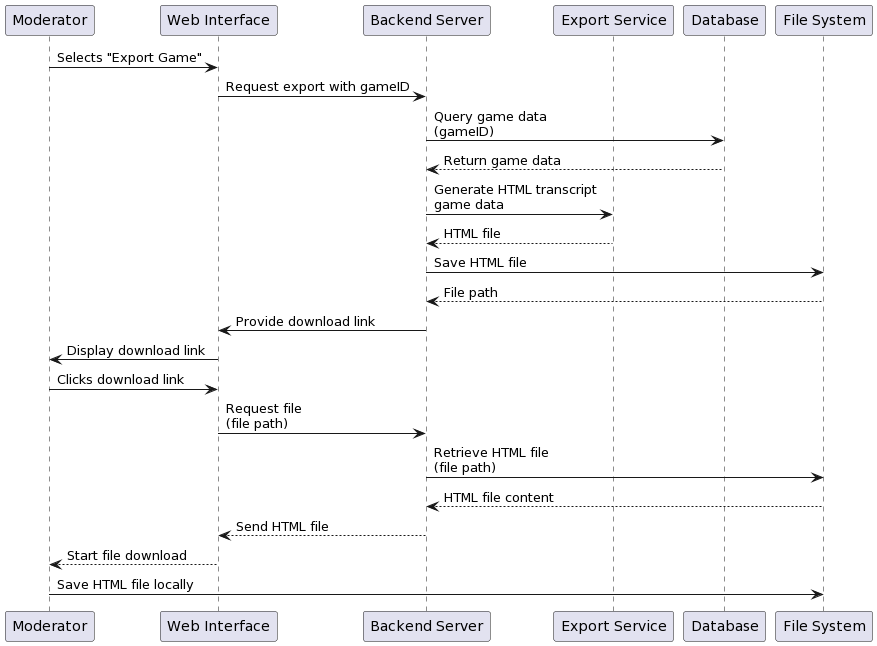 Moderator Web Interface Backend Server Export Service Database File System
Selects "Export Game"
Request export with gameID
Query game data
(gameID)
Return game data
Generate HTML transcript
game data
HTML file
Save HTML file
File path
Provide download link
Display download link
Clicks download link
Request file
(file path)
Retrieve HTML file
(file path)
HTML file content
Send HTML file
Start file download
Save HTML file locally
Moderator Web Interface Backend Server Export Service Database File System